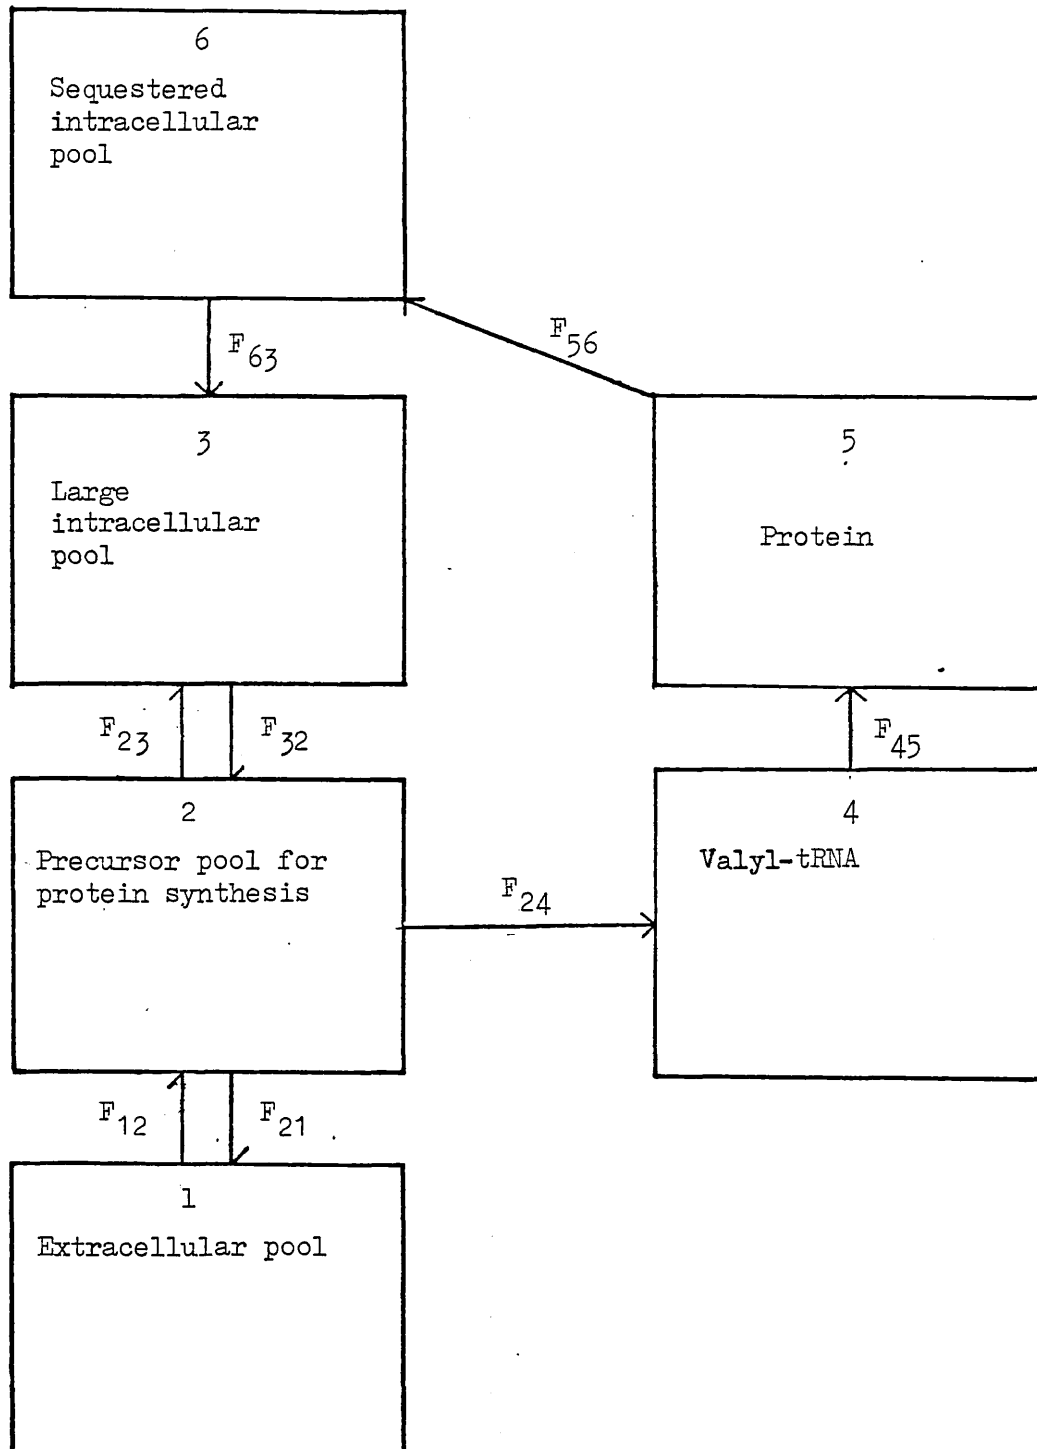 6
Sequestered
intracellular
pool
F63
F56
3
Large
intracellular
pool
5
Protein
F23
F32
F45
2
Precursor pool for
protein synthesis
F24
4
Valyl-tRNA
F12
F21
1
Extracellular pool